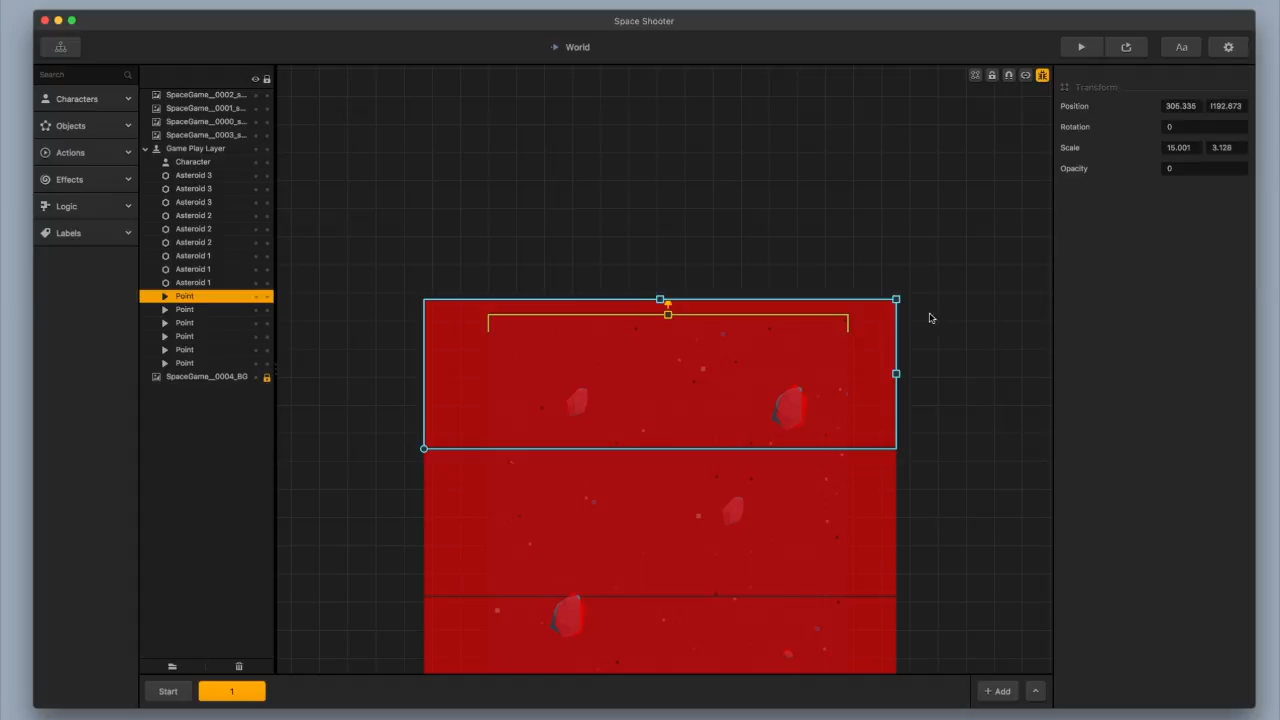 Space Shooter
World
Aa
Search
Characters
Objects
Actions
Effects
Logic
Labels
SpaceGame__0002_s...
SpaceGame__0001_s...
SpaceGame__0000_s...
SpaceGame__0003_s...
Game Play Layer
Character
Asteroid 3
Asteroid 3
Asteroid 3
Asteroid 2
Asteroid 2
Asteroid 2
Asteroid 1
Asteroid 1
Asteroid 1
Point
Point
Point
Point
Point
Point
SpaceGame__0004_BG
Transform
Position 305.335 1192.673
Rotation 0
Scale 15.001 3.128
Opacity 0
Start 1
+ Add